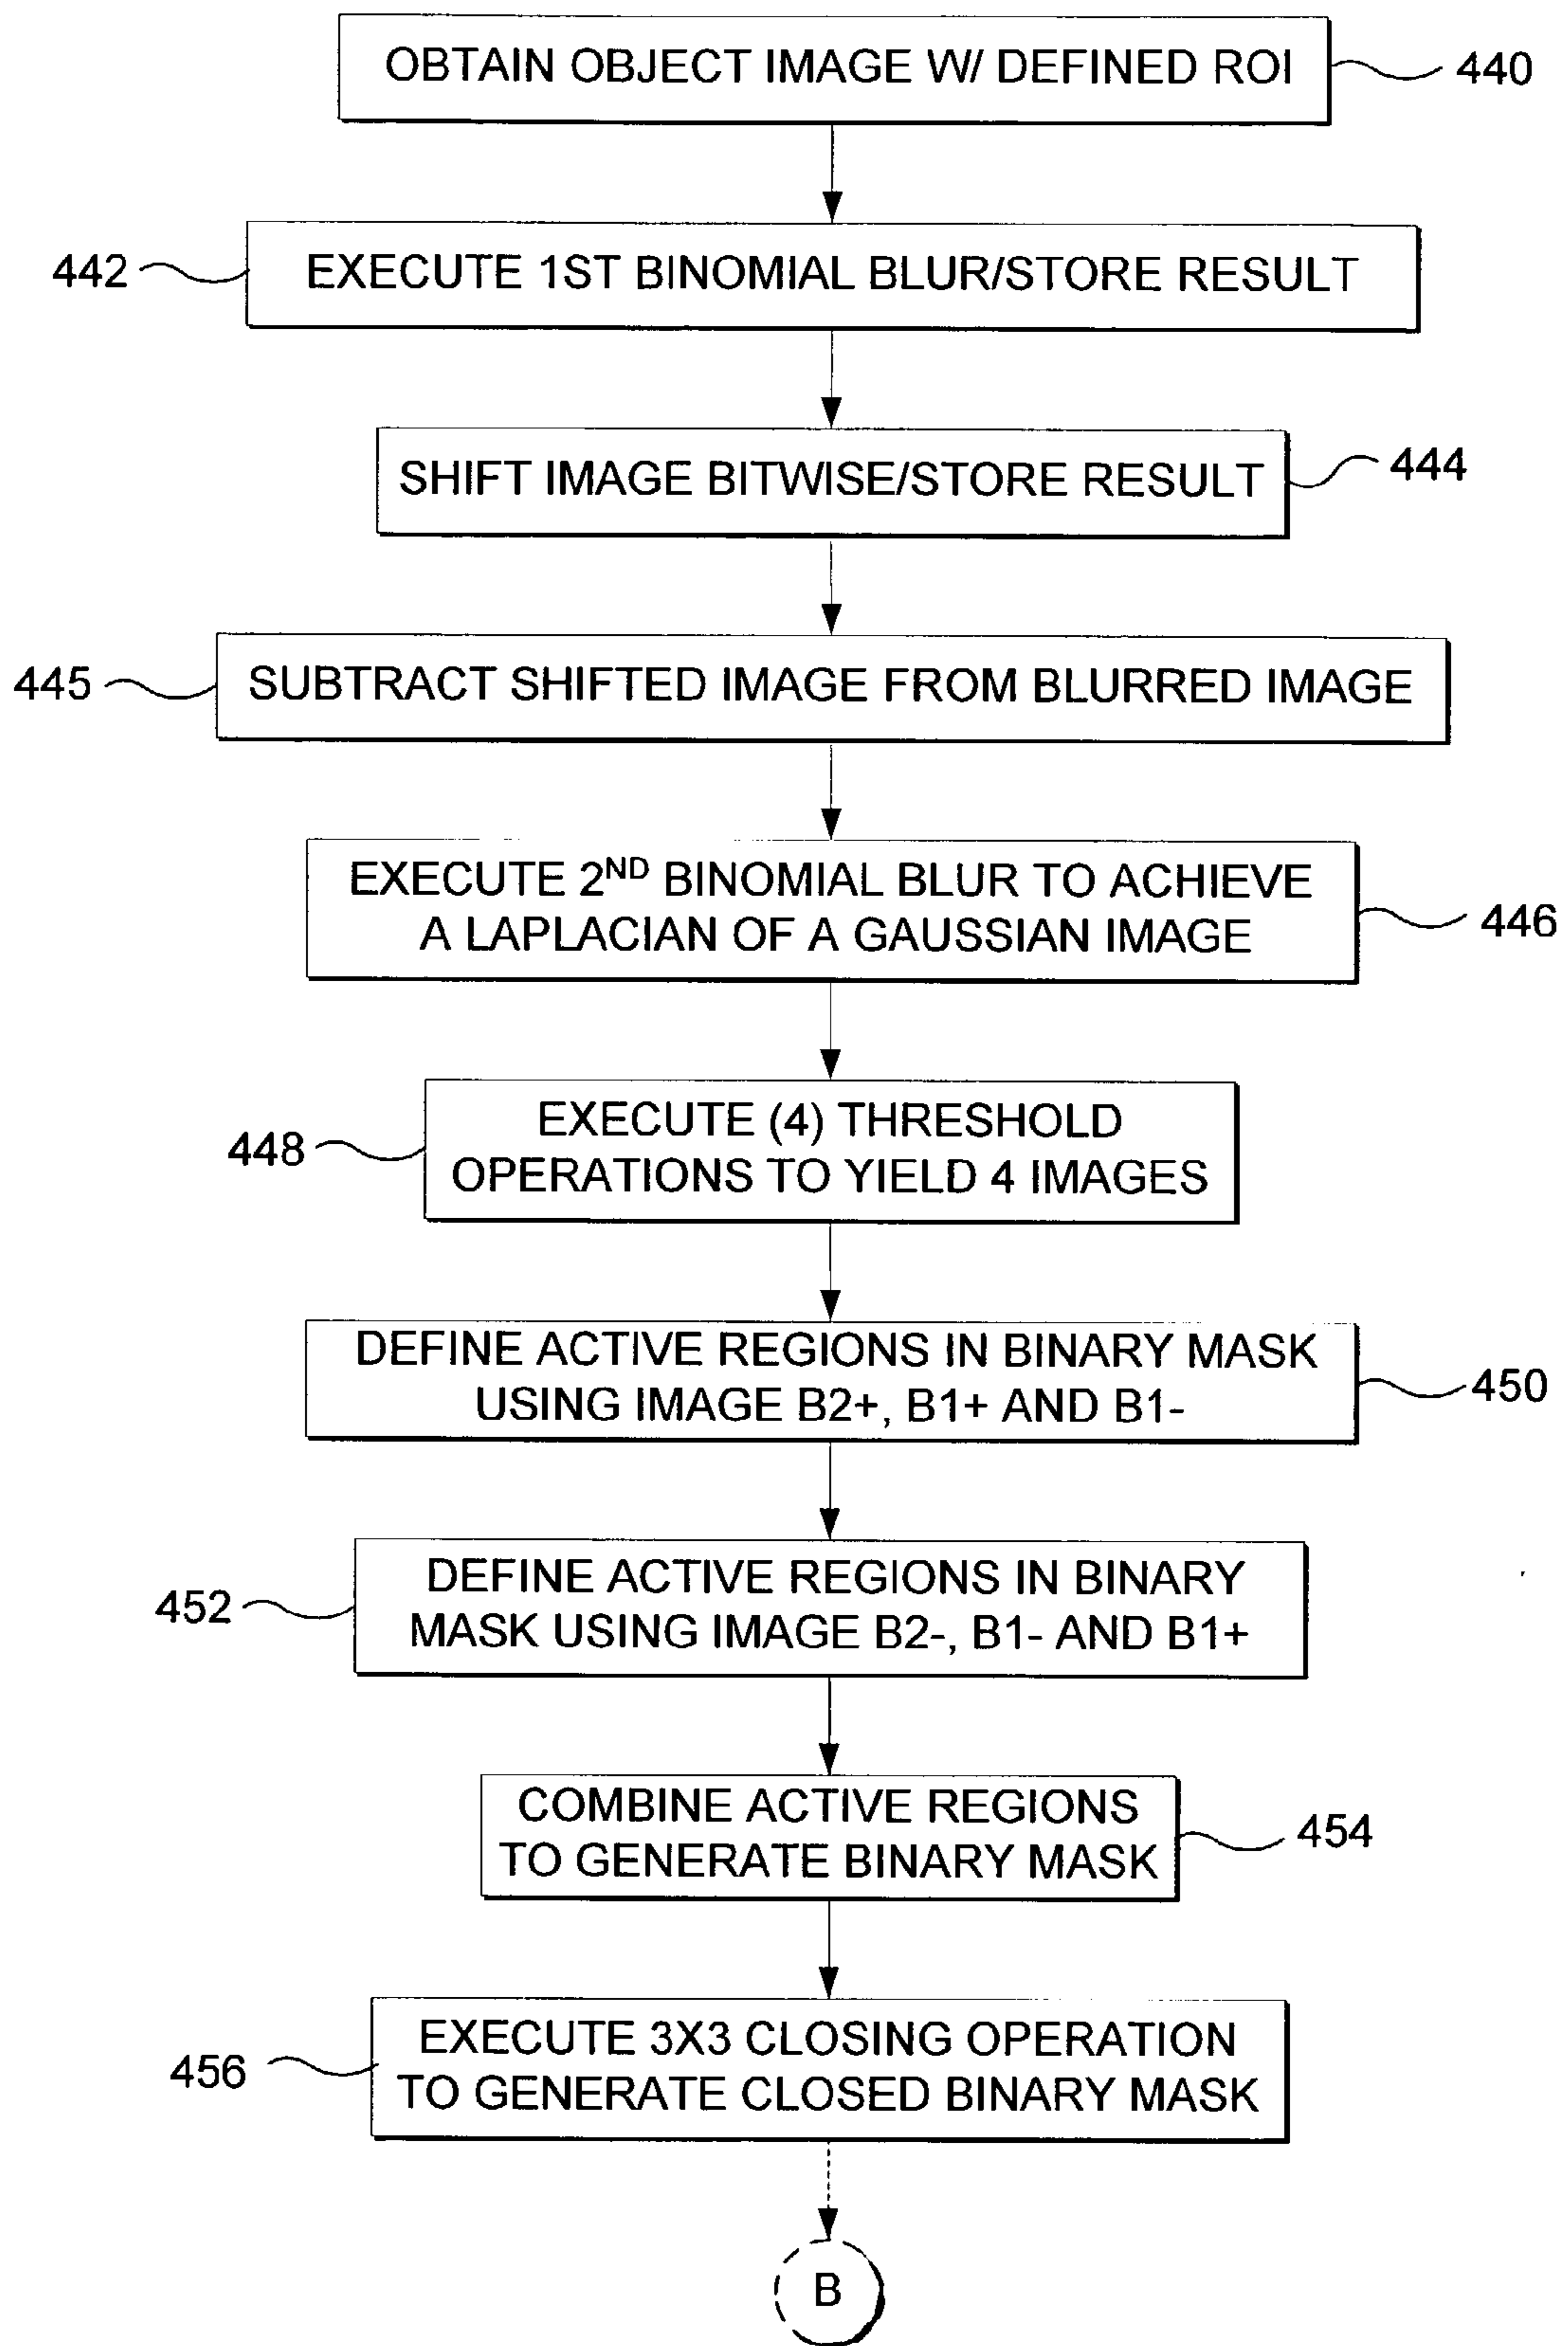 OBTAIN OBJECT IMAGE W/ DEFINED ROI
440
442
EXECUTE 1ST BINOMIAL BLUR/STORE RESULT
SHIFT IMAGE BITWISE/STORE RESULT
444
445
SUBTRACT SHIFTED IMAGE FROM BLURRED IMAGE
EXECUTE 2ND BINOMIAL BLUR TO ACHIEVE
A LAPLACIAN OF A GAUSSIAN IMAGE
446
448
EXECUTE (4) THRESHOLD
OPERATIONS TO YIELD 4 IMAGES
DEFINE ACTIVE REGIONS IN BINARY MASK
USING IMAGE B2+, B1+ AND B1-
450
452
DEFINE ACTIVE REGIONS IN BINARY
MASK USING IMAGE B2-, B1- AND B1+
COMBINE ACTIVE REGIONS
TO GENERATE BINARY MASK
454
456
EXECUTE 3X3 CLOSING OPERATION
TO GENERATE CLOSED BINARY MASK
B